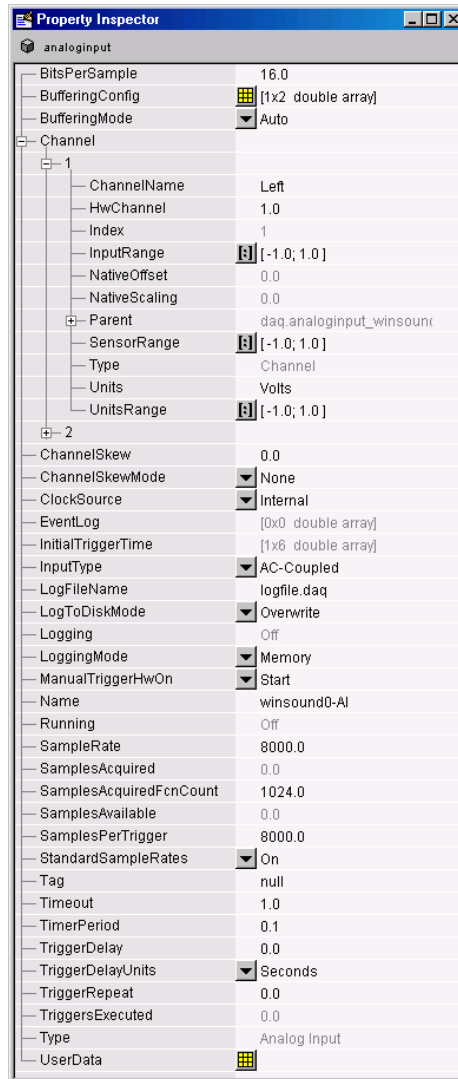 Property Inspector
analoginput
BitsPerSample 16.0
BufferingConfig [1x2 double array]
BufferingMode Auto
Channel
1
ChannelName Left
HwChannel 1.0
Index 1
InputRange [:] [ -1.0; 1.0 ]
NativeOffset 0.0
NativeScaling 0.0
Parent daq.analoginput_winsound
SensorRange [:] [ -1.0; 1.0 ]
Type Channel
Units Volts
UnitsRange [:] [ -1.0; 1.0 ]
2
ChannelSkew 0.0
ChannelSkewMode None
ClockSource Internal
EventLog [0x0 double array]
InitialTriggerTime [1x6 double array]
InputType AC-Coupled
LogFileName logfile.daq
LogToDiskMode Overwrite
Logging Off
LoggingMode Memory
ManualTriggerHwOn Start
Name winsound0-AI
Running Off
SampleRate 8000.0
SamplesAcquired 0.0
SamplesAcquiredFcnCount 1024.0
SamplesAvailable 0.0
SamplesPerTrigger 8000.0
StandardSampleRates On
Tag null
Timeout 1.0
TimerPeriod 0.1
TriggerDelay 0.0
TriggerDelayUnits Seconds
TriggerRepeat 0.0
TriggersExecuted 0.0
Type Analog Input
UserData